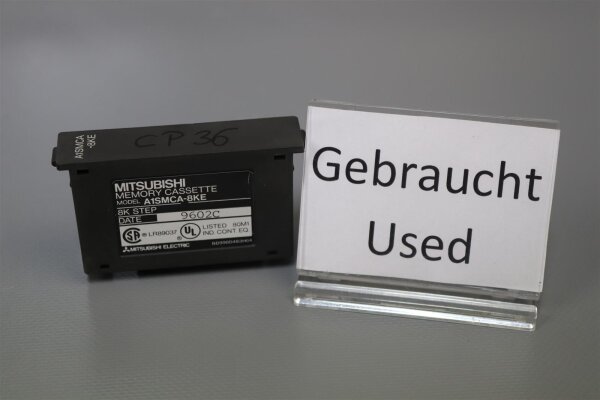 A1SMCA
-8KE
CP 36
MITSUBISHI
MEMORY CASSETTE
MODEL A1SMCA-8KE
8K STEP
DATE 9602C
LR89037 LISTED 80M1
IND CONT EQ
MITSUBISHI ELECTRIC
Gebraucht
Used